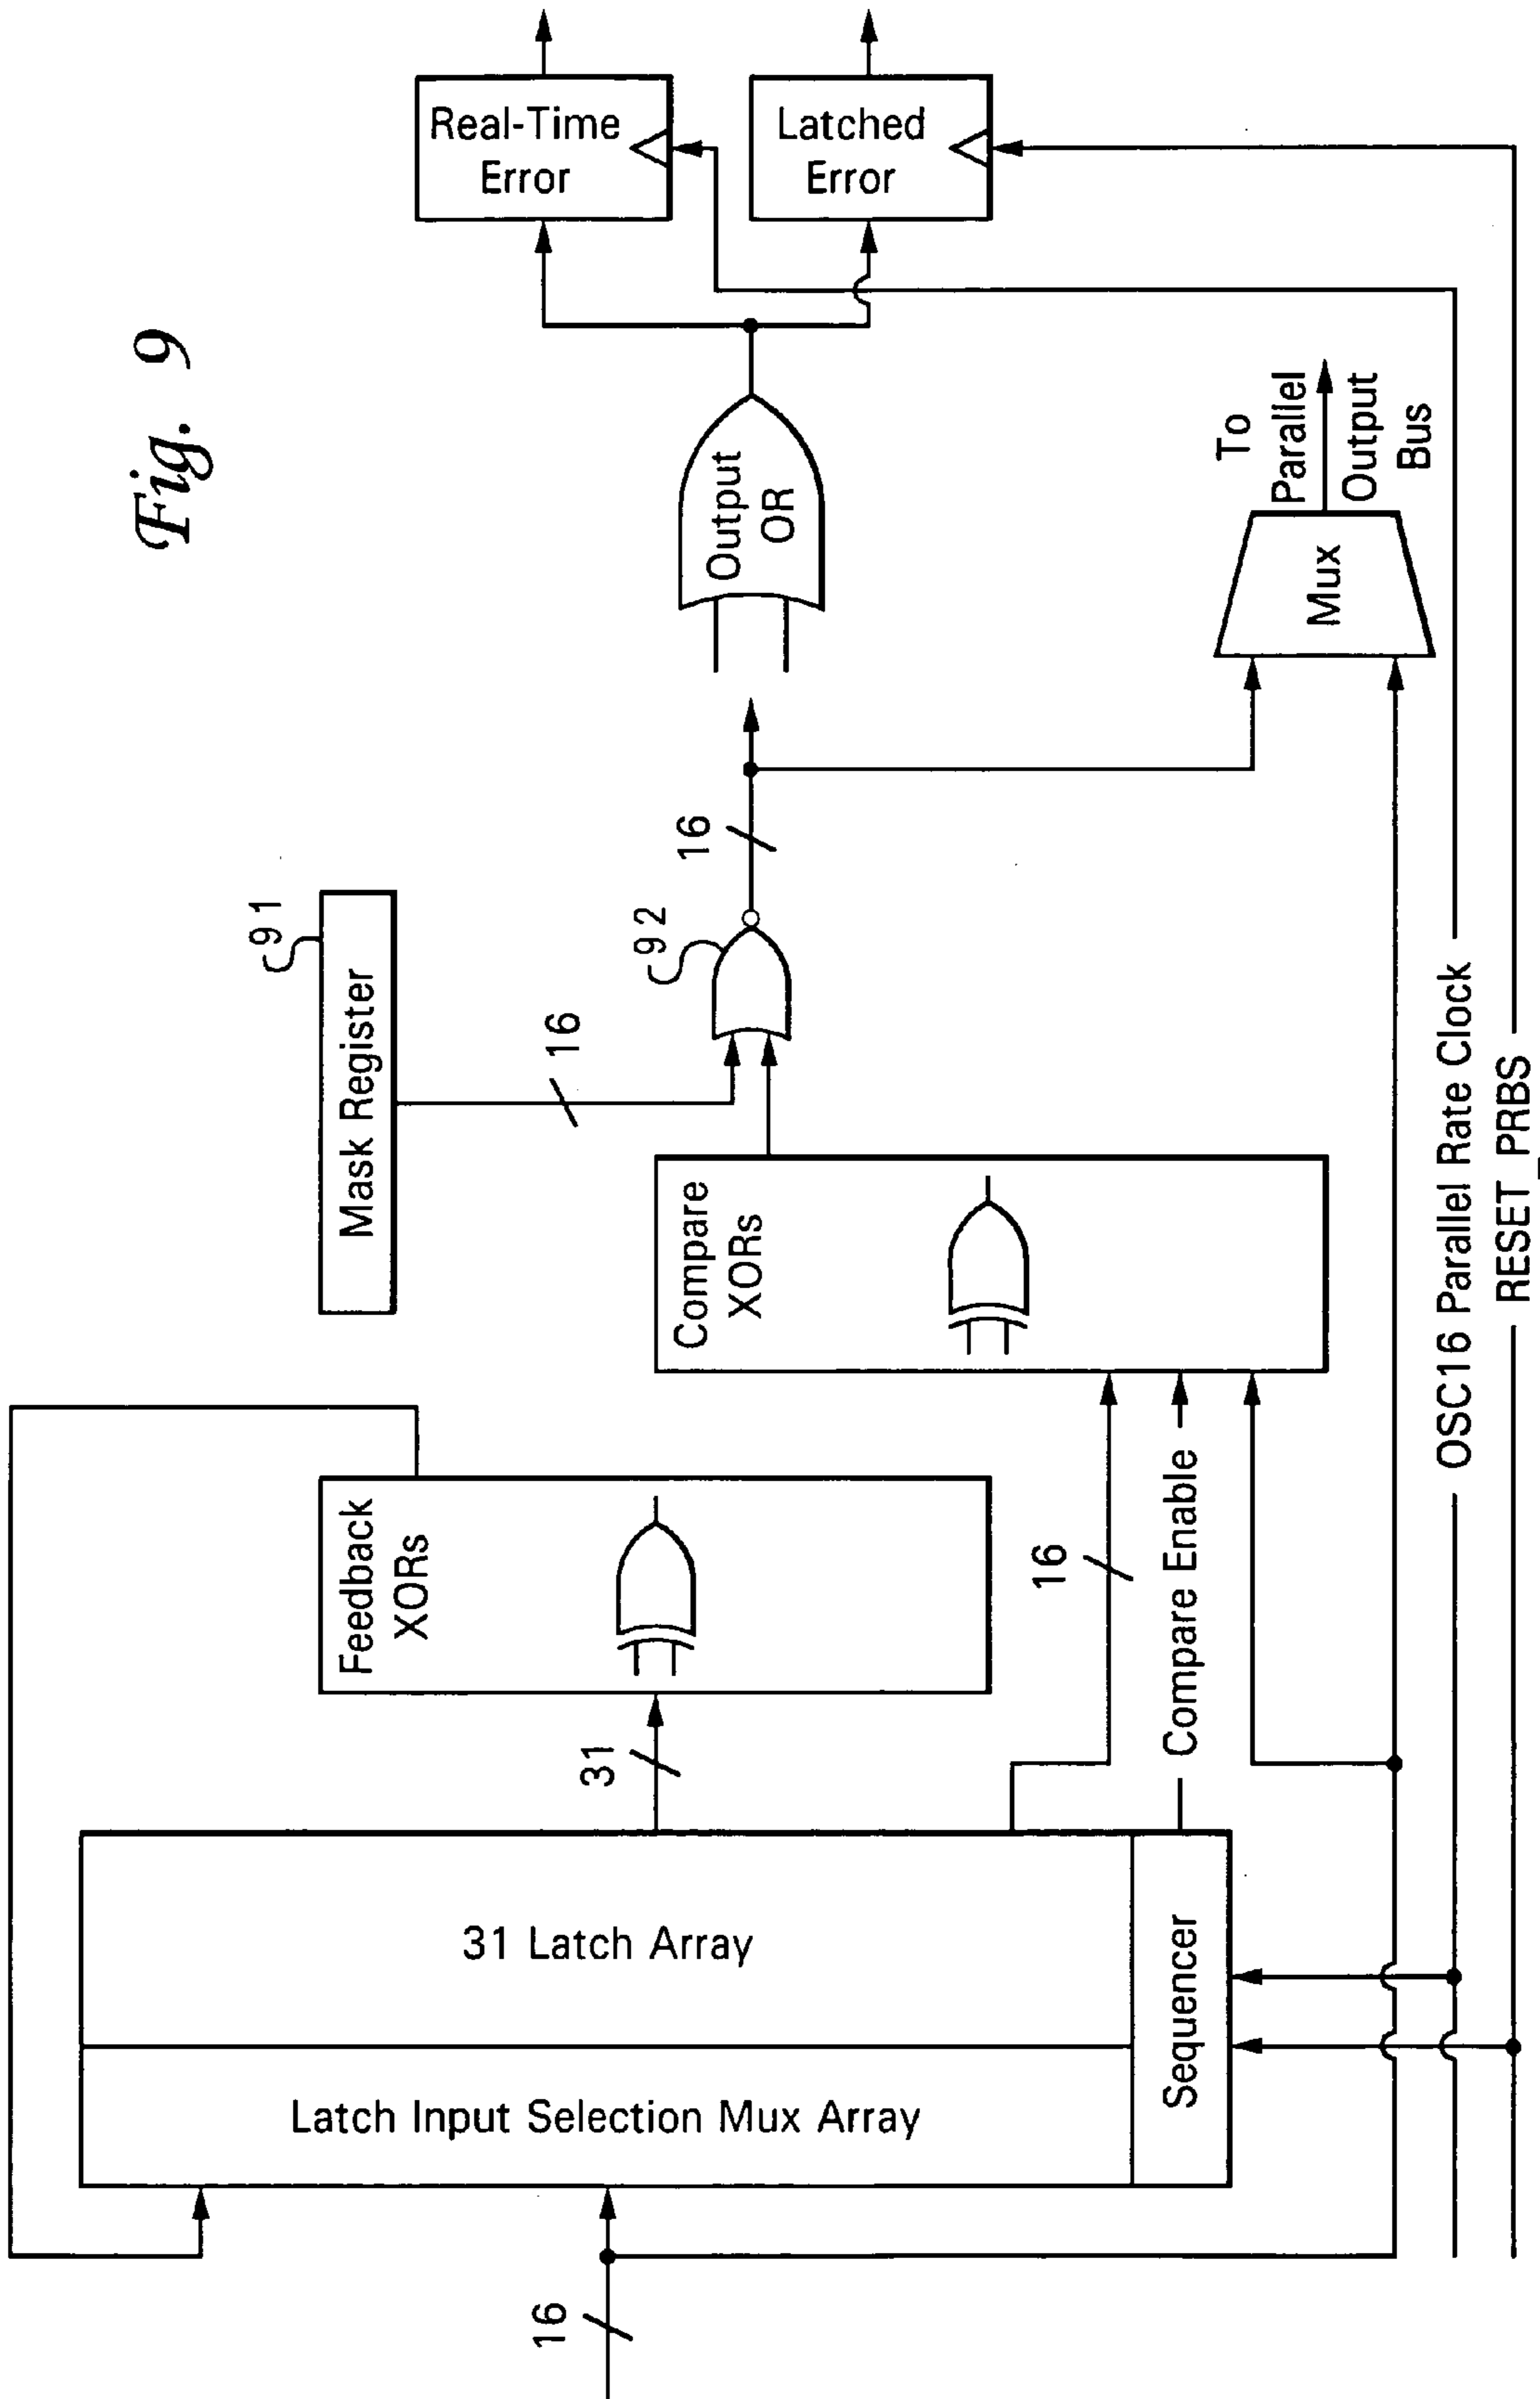 Fig. 9
16
Latch Input Selection Mux Array
31 Latch Array
Sequencer
31
Feedback
XORs
16
Compare Enable
Compare
XORs
Mask Register
91
16
92
16
Output
OR
Real-Time
Error
Latched
Error
Mux
To
Parallel
Output
Bus
OSC16 Parallel Rate Clock
RESET_PRBS